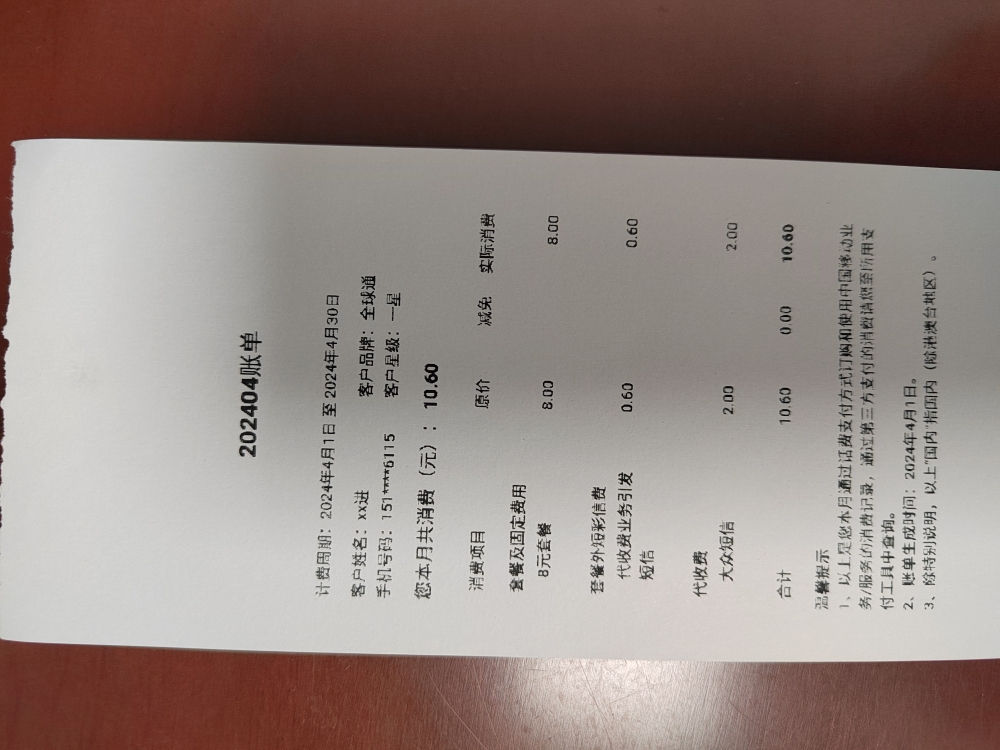 202404账单
计费周期：2024年4月1日 至 2024年4月30日
客户姓名：xx进 客户品牌：全球通
手机号码：151****6115 客户星级：一星
您本月共消费（元）：10.60
消费项目 原价 减免 实际消费
套餐及固定费用
8元套餐 8.00 8.00
套餐外短彩信费
代收费业务引发
短信 0.60 0.60
代收费
大众短信 2.00 2.00
合计 10.60 0.00 10.60
温馨提示
1、以上是您本月通过话费支付方式订购和使用中国移动业
务/服务的消费记录，通过第三方支付的消费请您至所用支
付工具中查询。
2、账单生成时间：2024年4月1日。
3、除特别说明，以上"国内"指国内（除港澳台地区）。